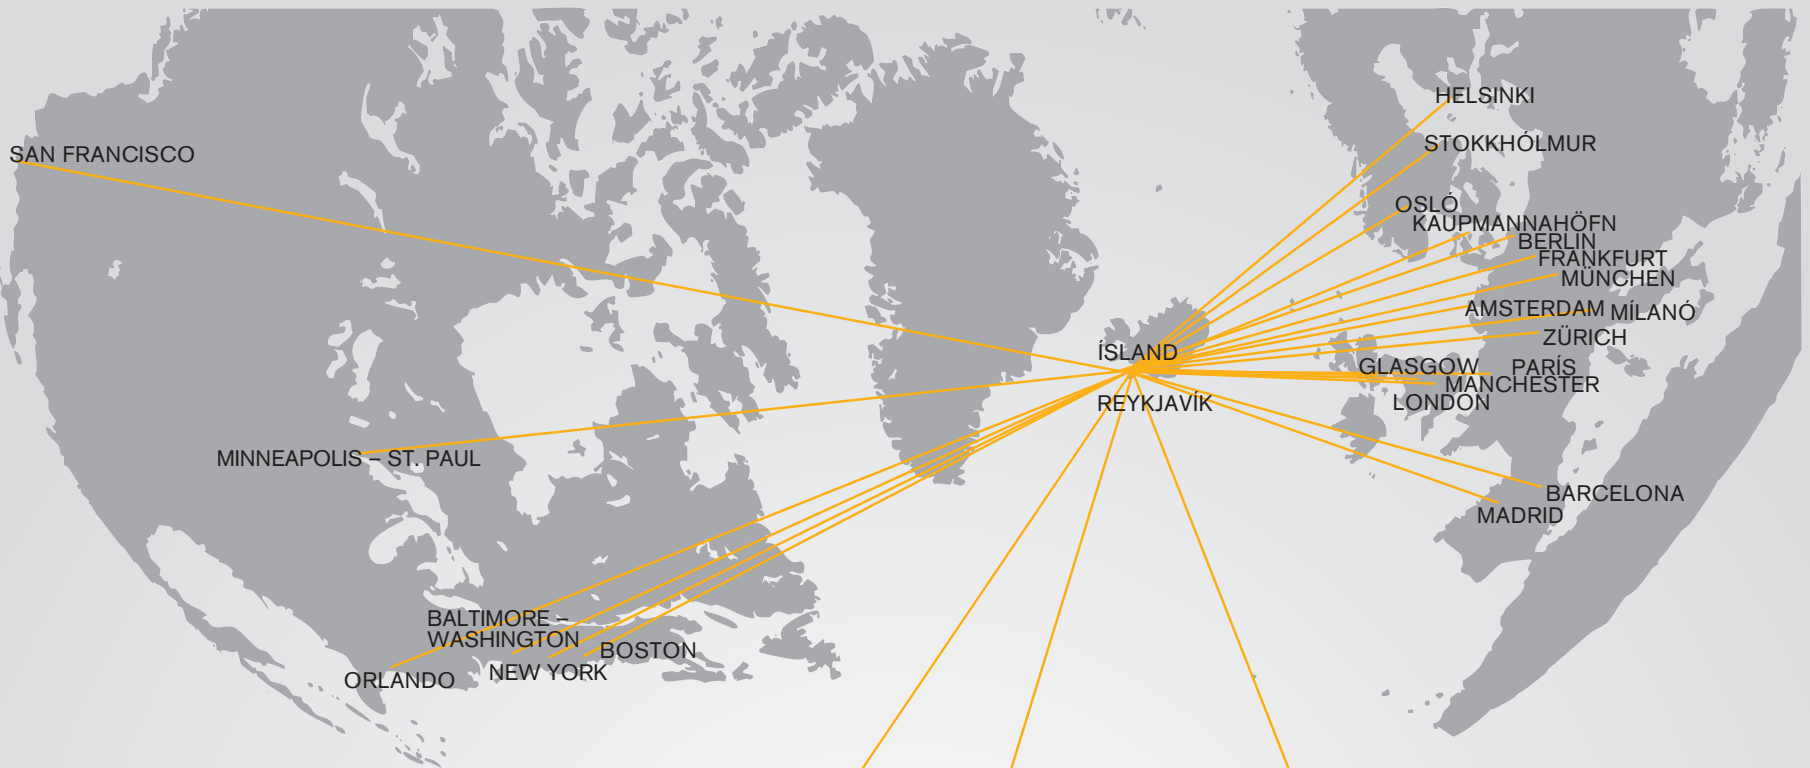 HELSINKI
STOKKHÓLMUR
SAN FRANCISCO
OSLÓ
KAUPMANNAHÖFN
BERLÍN
FRANKFURT
MÜNCHEN
AMSTERDAM
MÍLANÓ
ZÜRICH
ÍSLAND
GLASGOW
PARÍS
MANCHESTER
REYKJAVÍK
LONDON
MINNEAPOLIS – ST. PAUL
BARCELONA
MADRID
BALTIMORE –
WASHINGTON
BOSTON
NEW YORK
ORLANDO